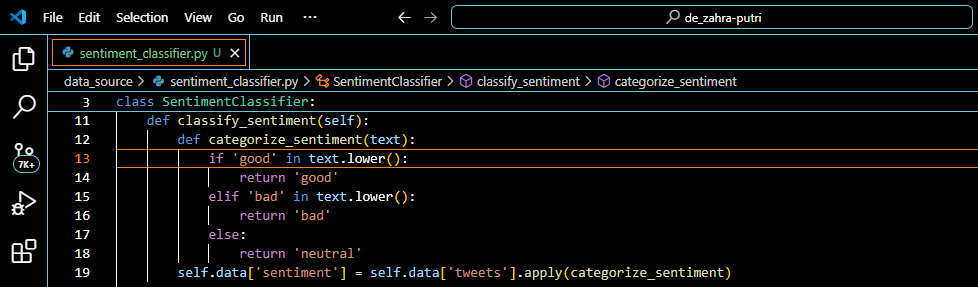 File Edit Selection View Go Run ··· ← → de_zahra-putri
sentiment_classifier.py U ×
data_source > sentiment_classifier.py > SentimentClassifier > classify_sentiment > categorize_sentiment
3 class SentimentClassifier:
11 def classify_sentiment(self):
12 def categorize_sentiment(text):
13 if 'good' in text.lower():
14 return 'good'
15 elif 'bad' in text.lower():
16 return 'bad'
17 else:
18 return 'neutral'
19 self.data['sentiment'] = self.data['tweets'].apply(categorize_sentiment)
7K+